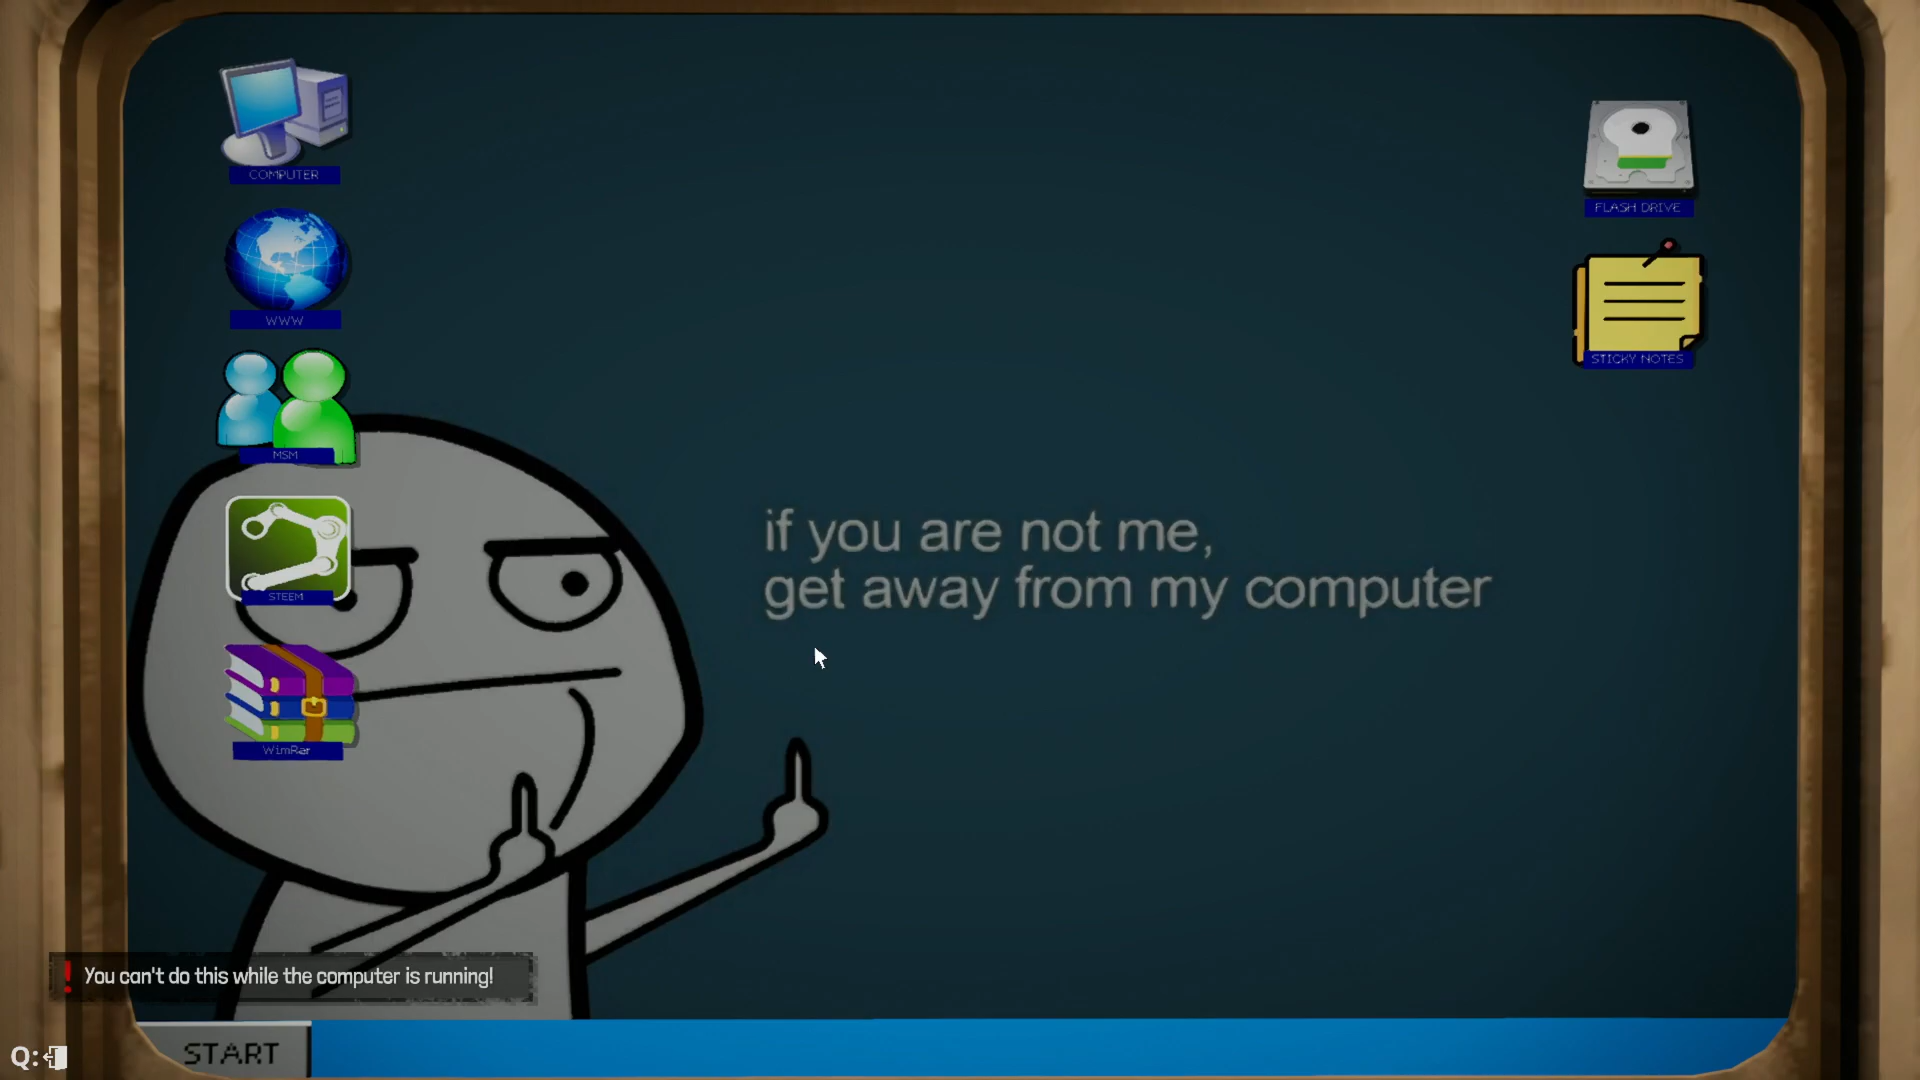 COMPUTER
WWW
MSM
STEEM
WimRar
FLASH DRIVE
STICKY NOTES
if you are not me,
get away from my computer
! You can't do this while the computer is running!
START
Q: